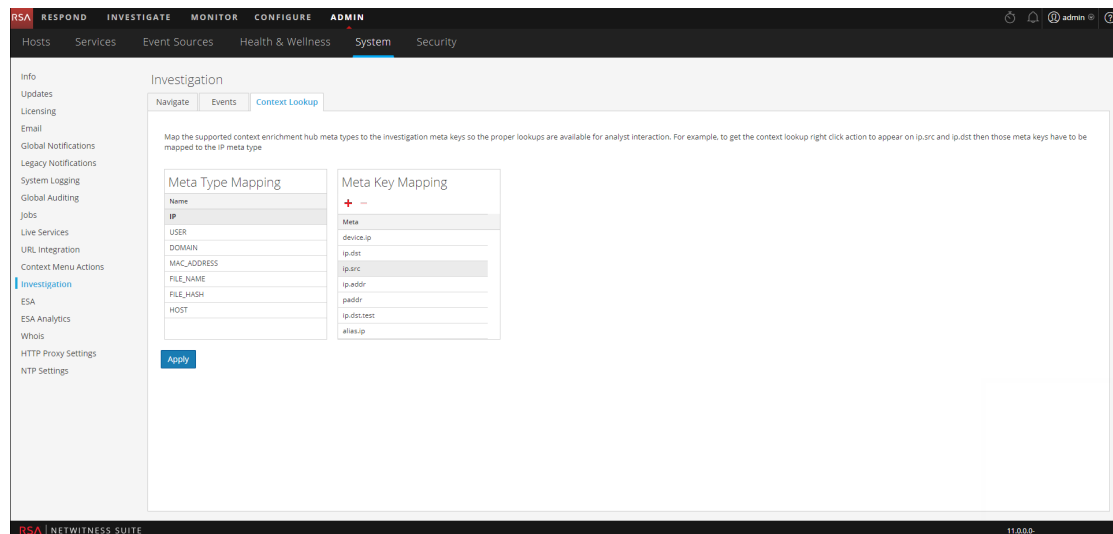 RSA RESPOND INVESTIGATE MONITOR CONFIGURE ADMIN admin ?
Hosts Services Event Sources Health & Wellness System Security
Info
Updates
Licensing
Email
Global Notifications
Legacy Notifications
System Logging
Global Auditing
Jobs
Live Services
URL Integration
Context Menu Actions
Investigation
ESA
ESA Analytics
Whois
HTTP Proxy Settings
NTP Settings
Investigation
Navigate Events Context Lookup
Map the supported context enrichment hub meta types to the investigation meta keys so the proper lookups are available for analyst interaction. For example, to get the context lookup right click action to appear on ip.src and ip.dst then those meta keys have to be
mapped to the IP meta type
Meta Type Mapping
Name
IP
USER
DOMAIN
MAC_ADDRESS
FILE_NAME
FILE_HASH
HOST
Meta Key Mapping
+ −
Meta
device.ip
ip.dst
ip.src
ip.addr
paddr
ip.dst.test
alias.ip
Apply
RSA | NETWITNESS SUITE 11.0.0.0-